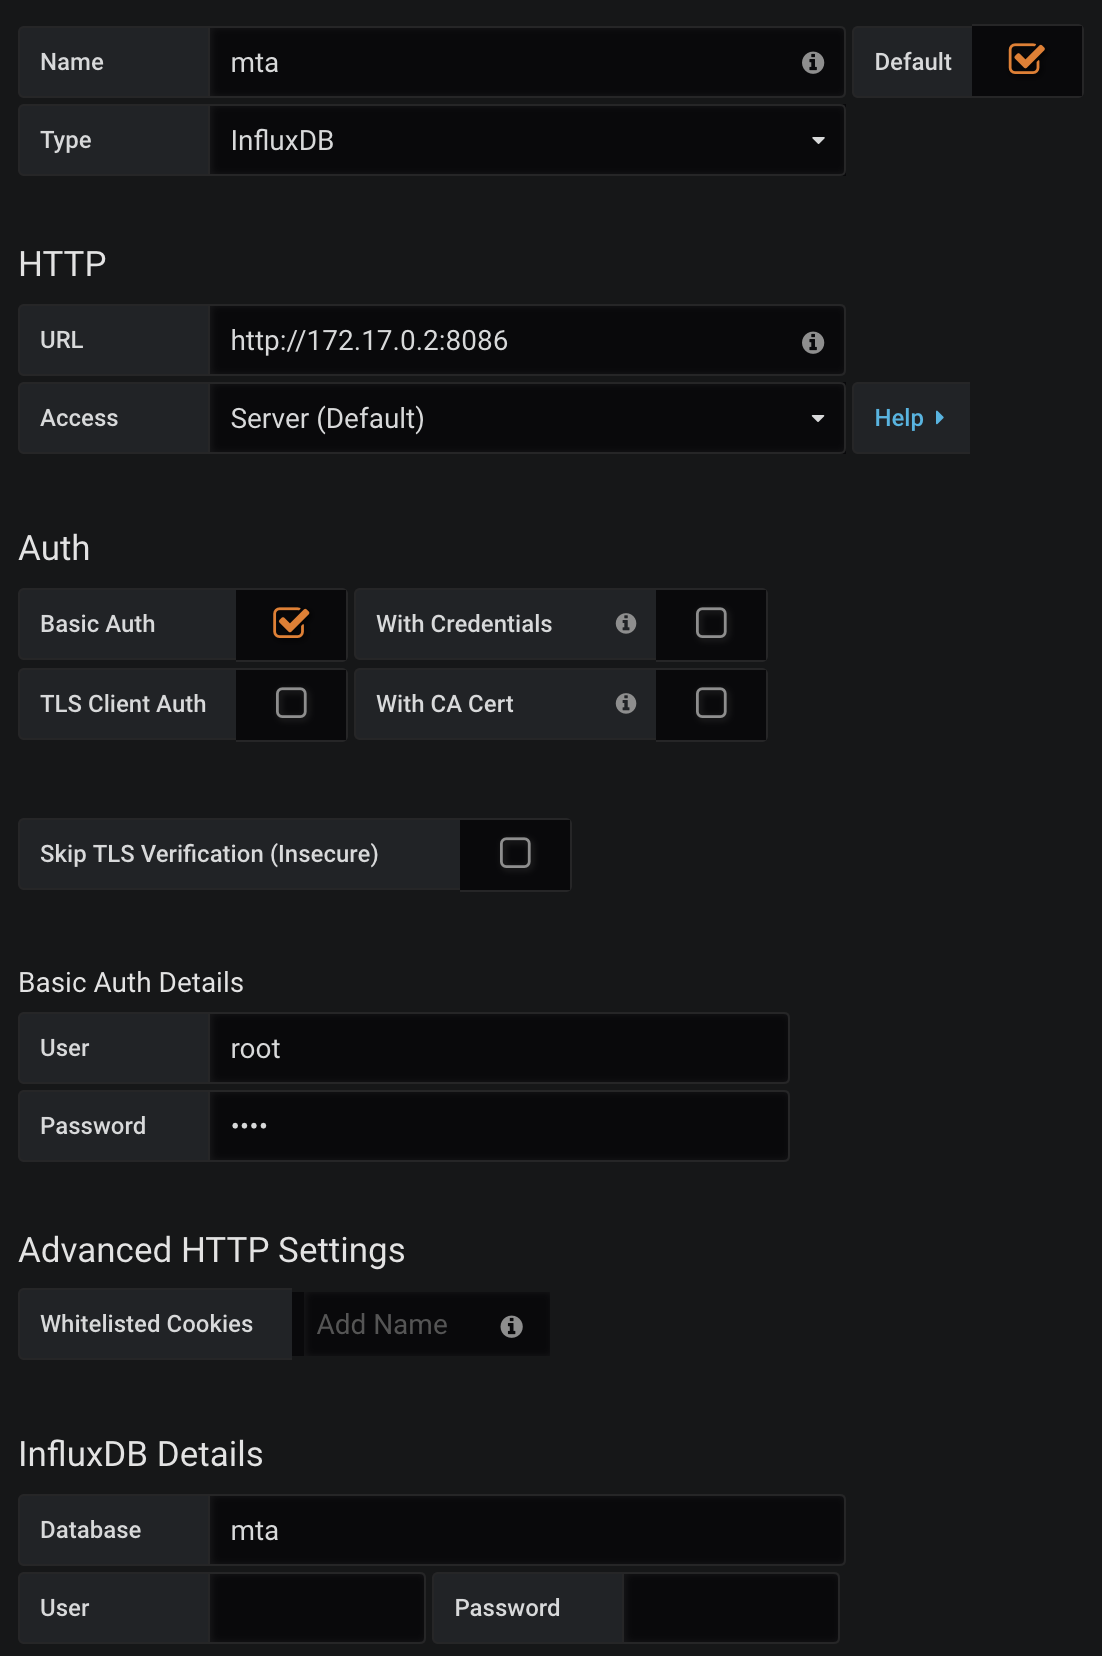 Name mta Default
Type InfluxDB
HTTP
URL http://172.17.0.2:8086
Access Server (Default) Help
Auth
Basic Auth With Credentials
TLS Client Auth With CA Cert
Skip TLS Verification (Insecure)
Basic Auth Details
User root
Password ••••
Advanced HTTP Settings
Whitelisted Cookies Add Name
InfluxDB Details
Database mta
User Password